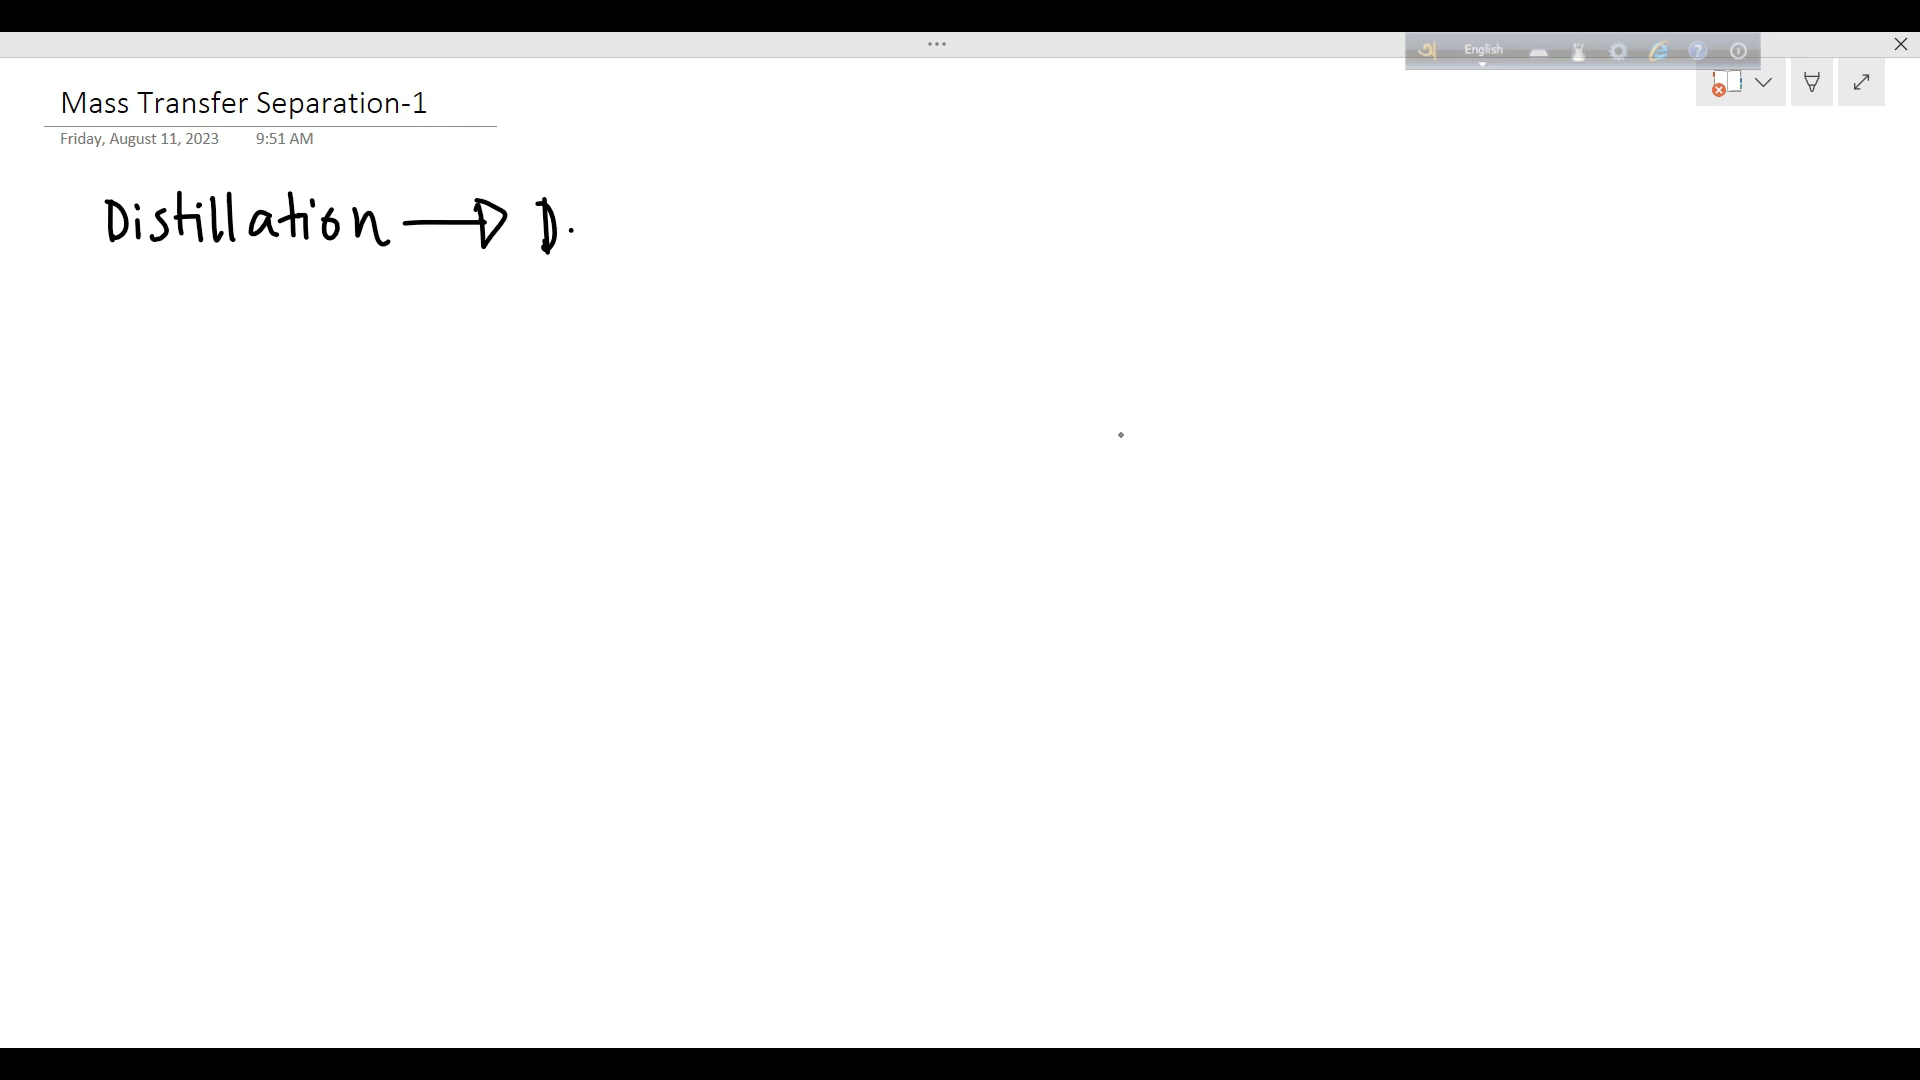 English
Mass Transfer Separation-1
Friday, August 11, 2023 9:51 AM
Distillation → D.